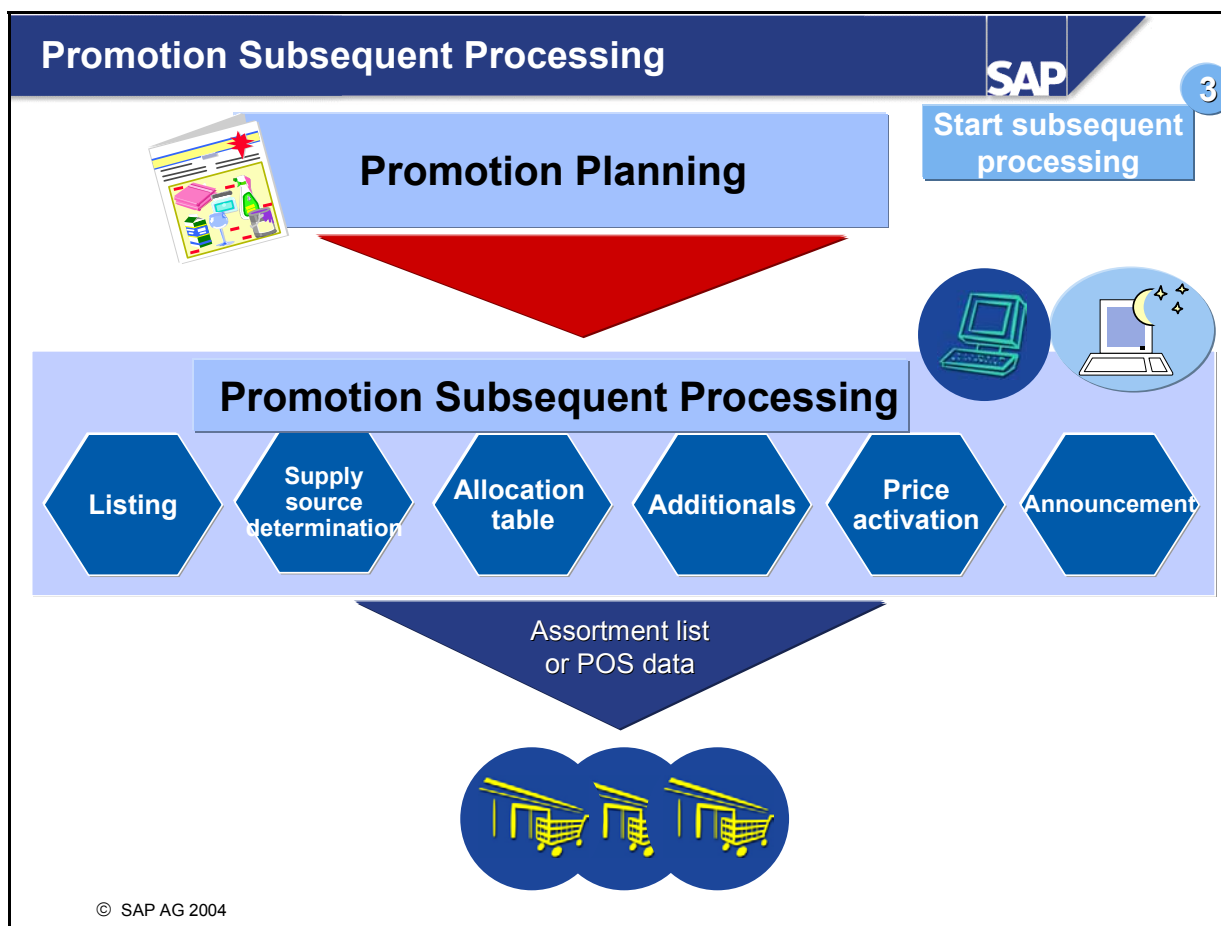 Promotion Subsequent Processing
SAP
3
Start subsequent
processing
Promotion Planning
Promotion Subsequent Processing
Listing
Supply
source
determination
Allocation
table
Additionals
Price
activation
Announcement
Assortment list
or POS data
© SAP AG 2004